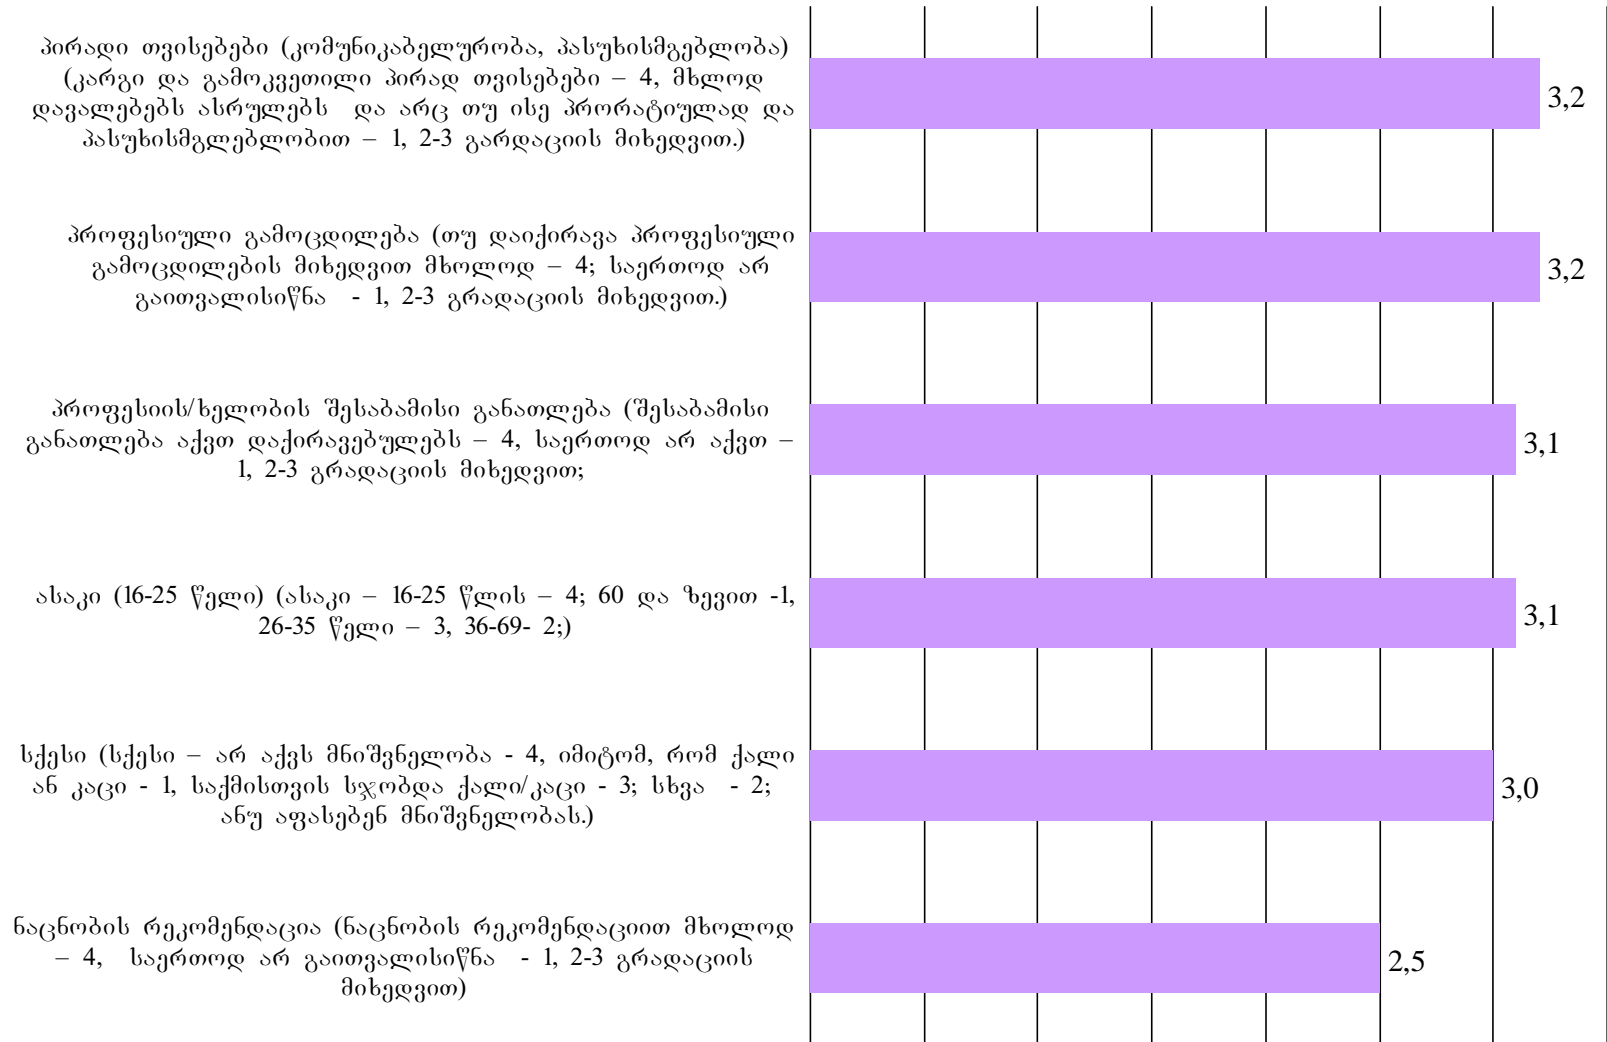 პირადი თვისებები (კომუნიკაბელურობა, პასუხისმგებლობა)
(კარგი და გამოკვეთილი პირად თვისებები – 4, მხლოდ
დავალებებს ასრულებს და არც თუ ისე პრორატიულად და
პასუხისმგლებლობით – 1, 2-3 გარდაციის მიხედვით.)
3,2
პროფესიული გამოცდილება (თუ დაიქირავა პროფესიული
გამოცდილების მიხედვით მხოლოდ – 4; საერთოდ არ
გაითვალისიწნა - 1, 2-3 გრადაციის მიხედვით.)
3,2
პროფესიის/ხელობის შესაბამისი განათლება (შესაბამისი
განათლება აქვთ დაქირავებულებს – 4, საერთოდ არ აქვთ –
1, 2-3 გრადაციის მიხედვით;
3,1
ასაკი (16-25 წელი) (ასაკი – 16-25 წლის – 4; 60 და ზევით -1,
26-35 წელი – 3, 36-69- 2;)
3,1
სქესი (სქესი – არ აქვს მნიშვნელობა - 4, იმიტომ, რომ ქალი
ან კაცი - 1, საქმისთვის სჯობდა ქალი/კაცი - 3; სხვა - 2;
ანუ აფასებენ მნიშვნელობას.)
3,0
ნაცნობის რეკომენდაცია (ნაცნობის რეკომენდაციით მხოლოდ
– 4, საერთოდ არ გაითვალისიწნა - 1, 2-3 გრადაციის
მიხედვით)
2,5